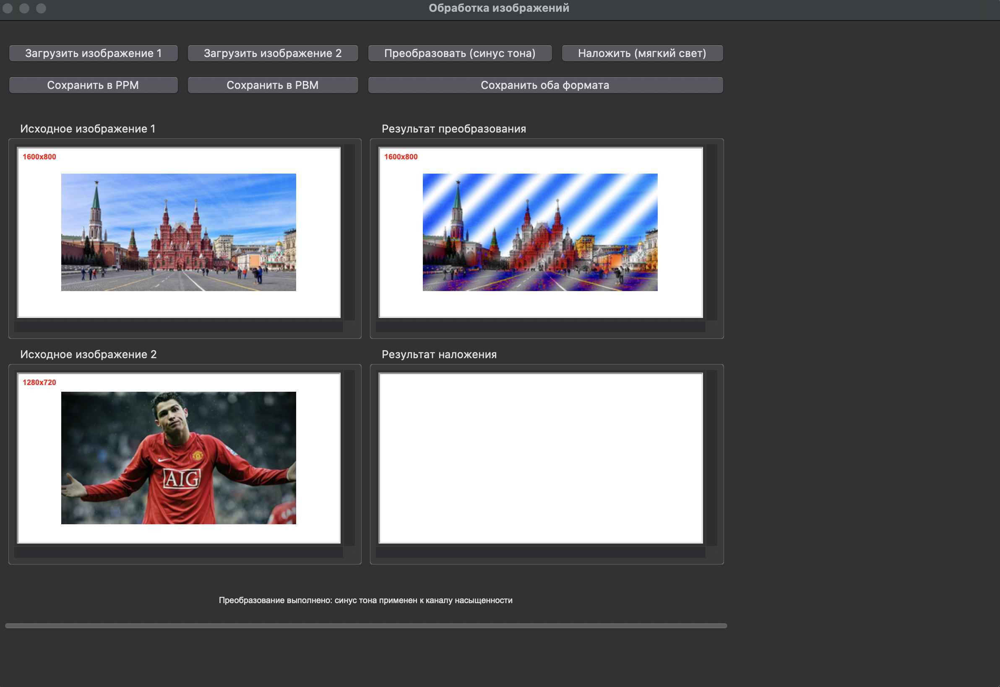 Обработка изображений
Загрузить изображение 1
Загрузить изображение 2
Преобразовать (синус тона)
Наложить (мягкий свет)
Сохранить в PPM
Сохранить в PBM
Сохранить оба формата
Исходное изображение 1
Результат преобразования
1600x800
1600x800
Исходное изображение 2
Результат наложения
1280x720
AIG
Преобразование выполнено: синус тона применен к каналу насыщенности